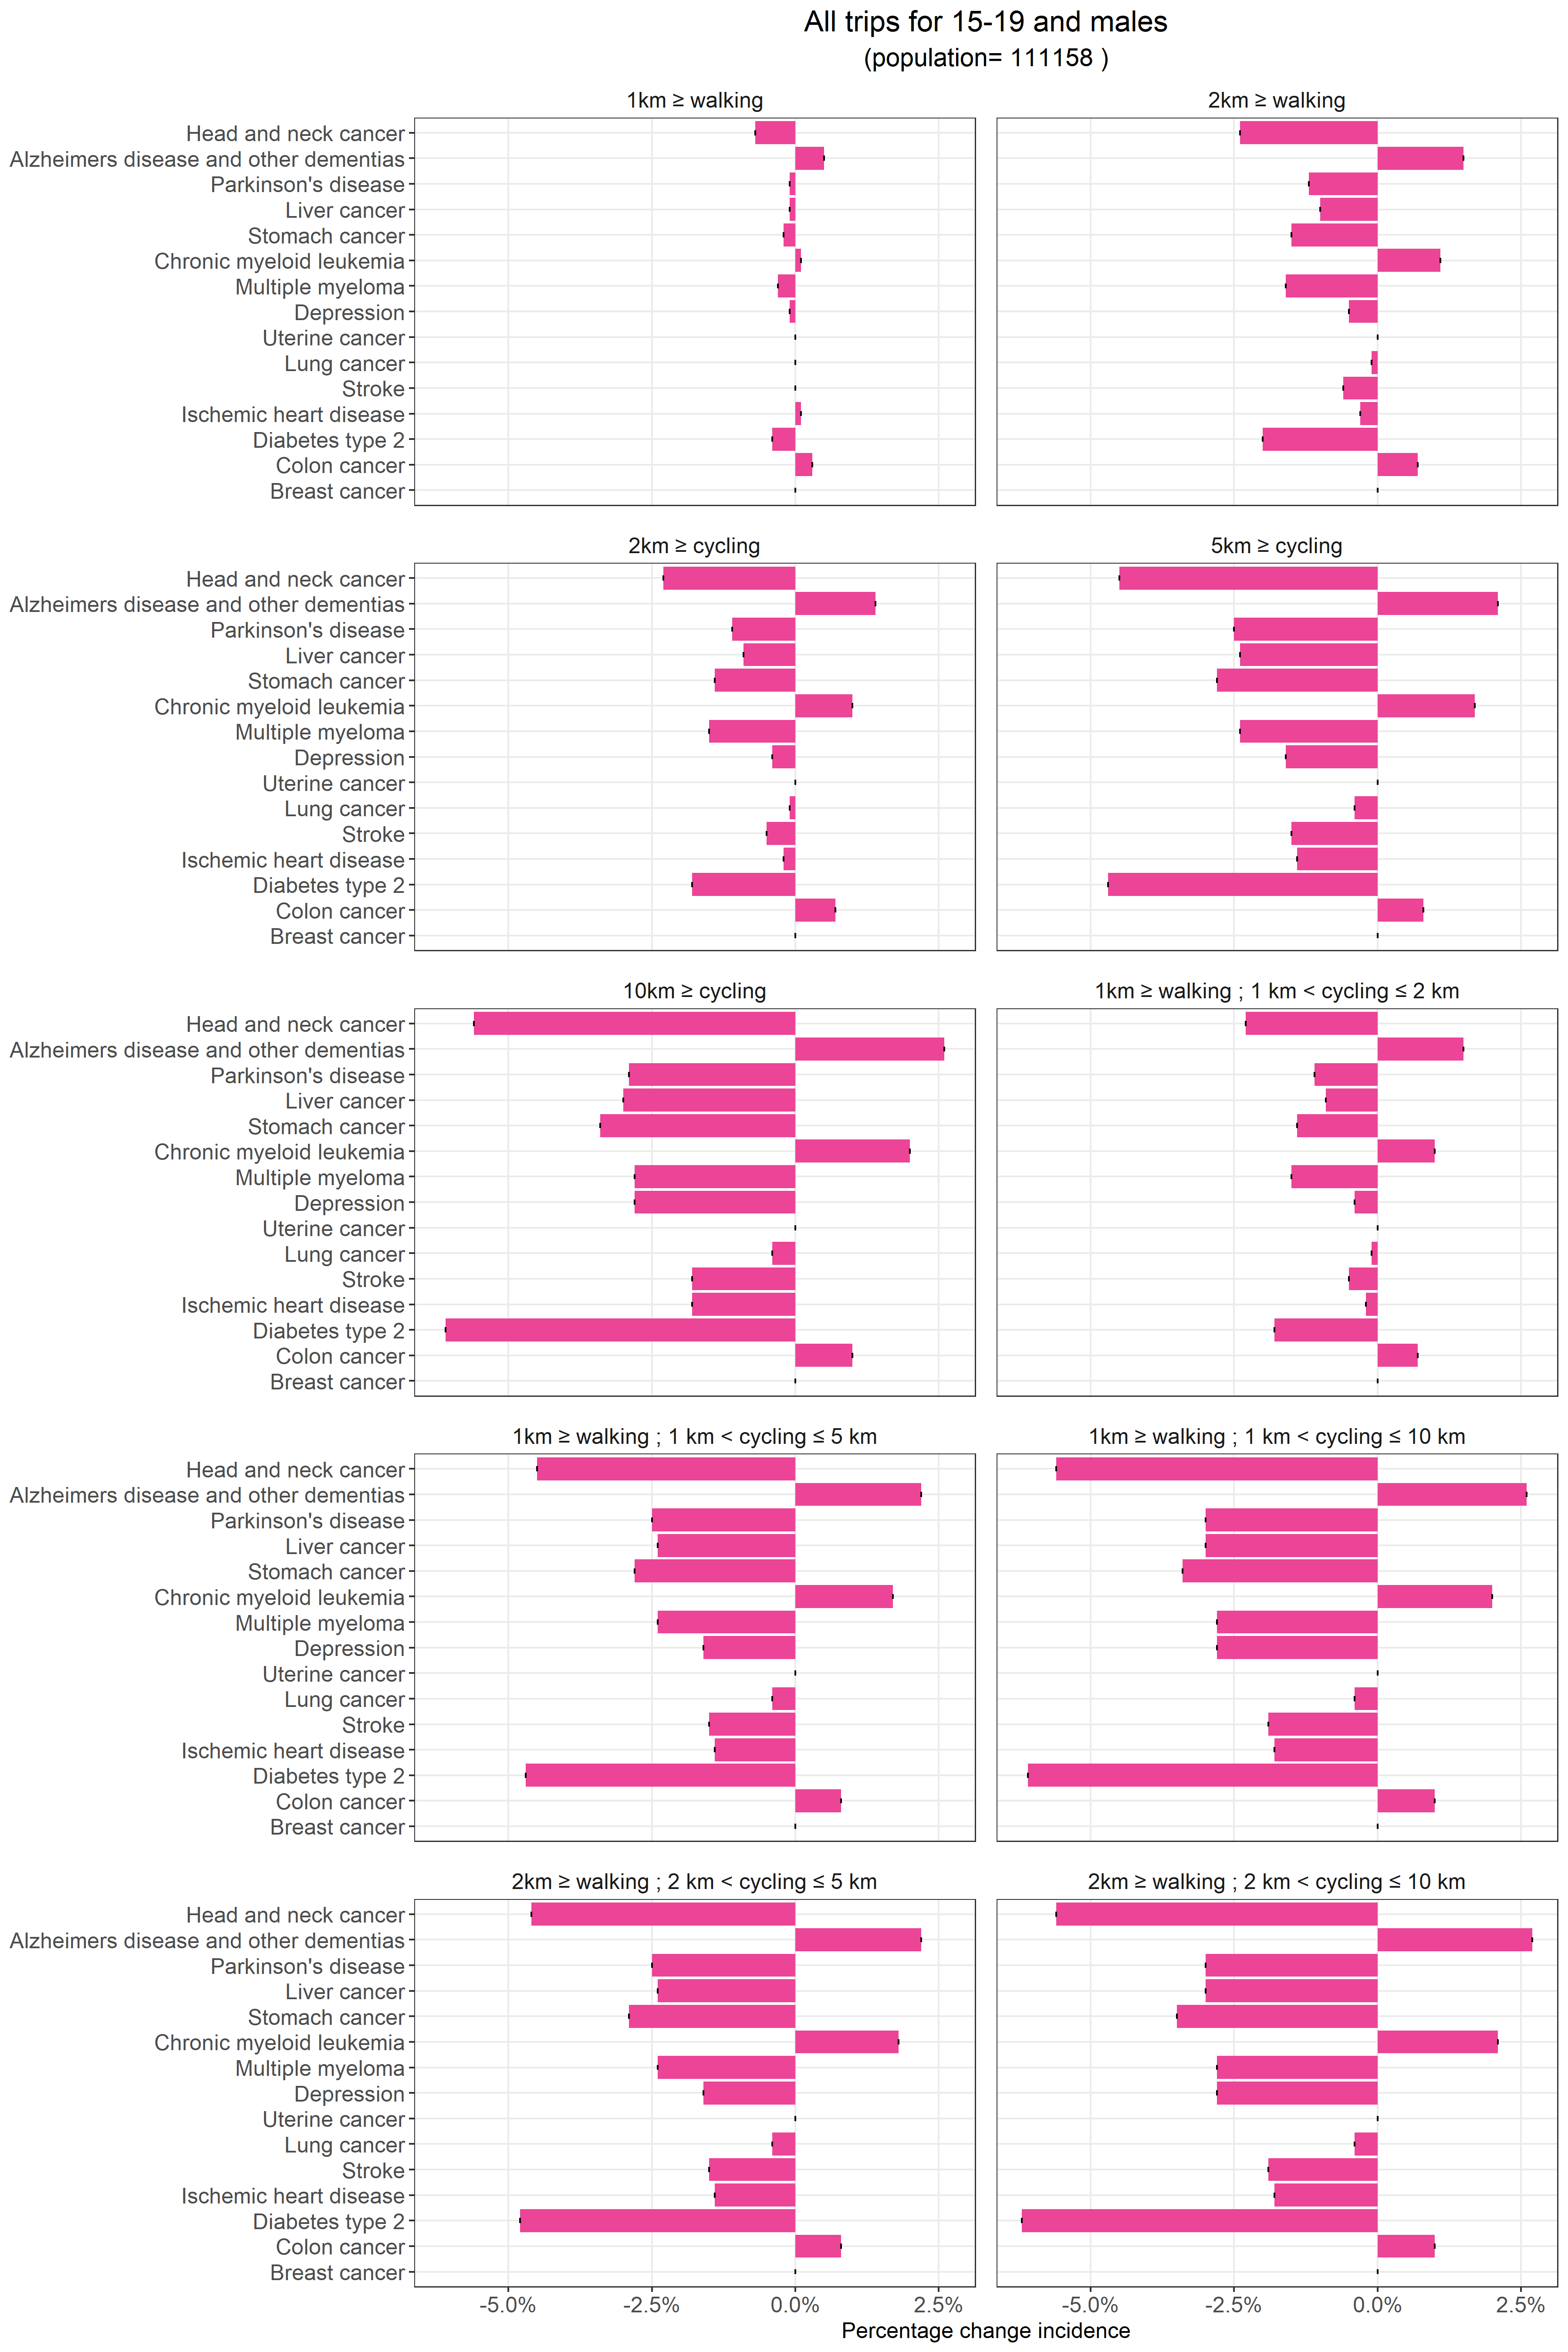 All trips for 15-19 and males
(population= 111158 )
1km ≥ walking
2km ≥ walking
Head and neck cancer
Alzheimers disease and other dementias
Parkinson's disease
Liver cancer
Stomach cancer
Chronic myeloid leukemia
Multiple myeloma
Depression
Uterine cancer
Lung cancer
Stroke
Ischemic heart disease
Diabetes type 2
Colon cancer
Breast cancer
2km ≥ cycling
5km ≥ cycling
Head and neck cancer
Alzheimers disease and other dementias
Parkinson's disease
Liver cancer
Stomach cancer
Chronic myeloid leukemia
Multiple myeloma
Depression
Uterine cancer
Lung cancer
Stroke
Ischemic heart disease
Diabetes type 2
Colon cancer
Breast cancer
10km ≥ cycling
1km ≥ walking ; 1 km < cycling ≤ 2 km
Head and neck cancer
Alzheimers disease and other dementias
Parkinson's disease
Liver cancer
Stomach cancer
Chronic myeloid leukemia
Multiple myeloma
Depression
Uterine cancer
Lung cancer
Stroke
Ischemic heart disease
Diabetes type 2
Colon cancer
Breast cancer
1km ≥ walking ; 1 km < cycling ≤ 5 km
1km ≥ walking ; 1 km < cycling ≤ 10 km
Head and neck cancer
Alzheimers disease and other dementias
Parkinson's disease
Liver cancer
Stomach cancer
Chronic myeloid leukemia
Multiple myeloma
Depression
Uterine cancer
Lung cancer
Stroke
Ischemic heart disease
Diabetes type 2
Colon cancer
Breast cancer
2km ≥ walking ; 2 km < cycling ≤ 5 km
2km ≥ walking ; 2 km < cycling ≤ 10 km
Head and neck cancer
Alzheimers disease and other dementias
Parkinson's disease
Liver cancer
Stomach cancer
Chronic myeloid leukemia
Multiple myeloma
Depression
Uterine cancer
Lung cancer
Stroke
Ischemic heart disease
Diabetes type 2
Colon cancer
Breast cancer
-5.0% -2.5% 0.0% 2.5% -5.0% -2.5% 0.0% 2.5%
Percentage change incidence